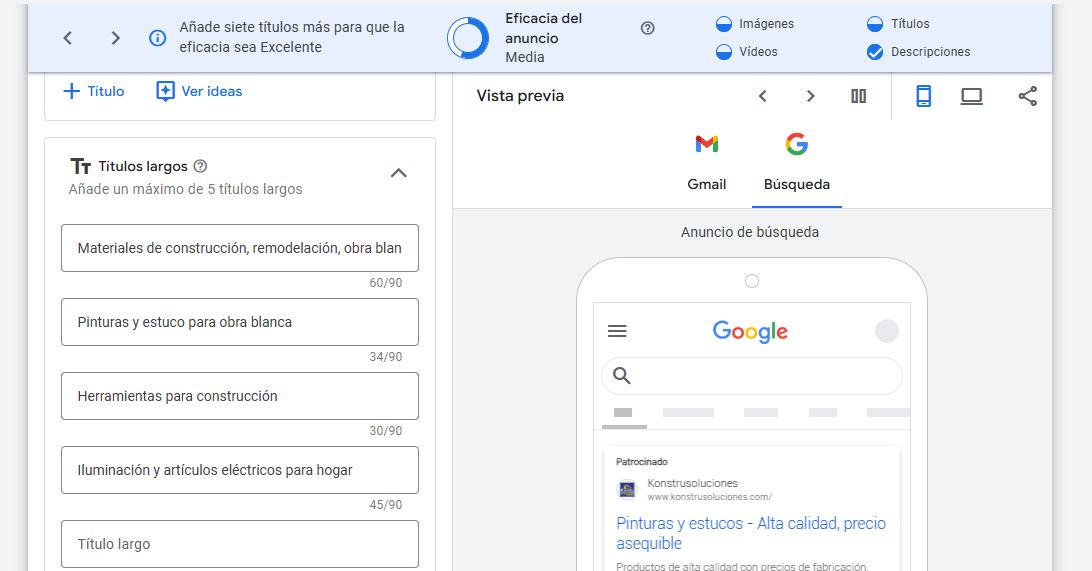 Añade siete títulos más para que la
eficacia sea Excelente
Eficacia del
anuncio
Media
Imágenes
Títulos
Vídeos
Descripciones
Título
Ver ideas
Vista previa
Títulos largos
Añade un máximo de 5 títulos largos
Materiales de construcción, remodelación, obra blan
60/90
Pinturas y estuco para obra blanca
34/90
Herramientas para construcción
30/90
Iluminación y artículos eléctricos para hogar
45/90
Título largo
Gmail
Búsqueda
Anuncio de búsqueda
Google
Patrocinado
Konstrusoluciones
www.konstrusoluciones.com/
Pinturas y estucos - Alta calidad, precio
asequible
Productos de alta calidad con precios de fabricación.